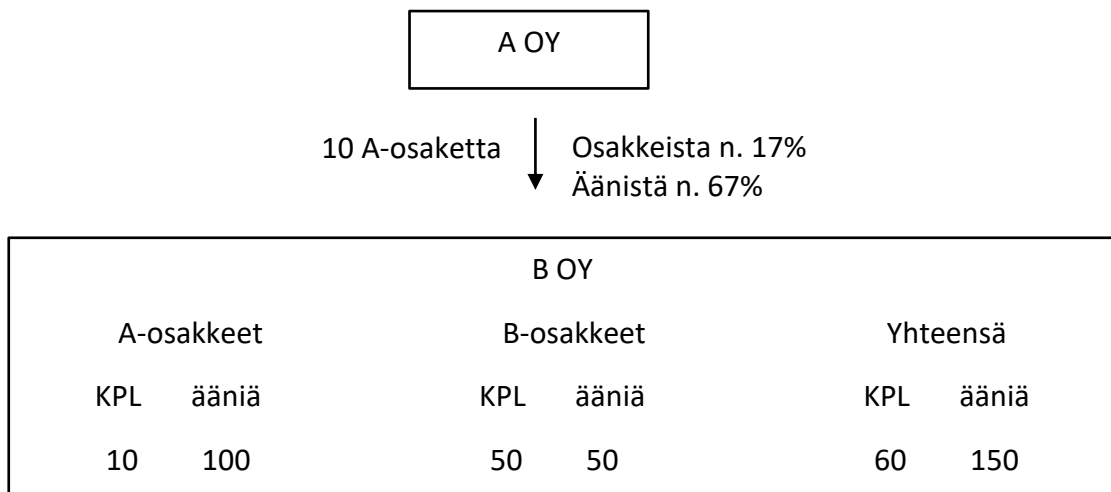 A OY
10 A-osaketta
Osakkeista n. 17%
Äänistä n. 67%
B OY
A-osakkeet B-osakkeet Yhteensä
KPL ääniä KPL ääniä KPL ääniä
10 100 50 50 60 150